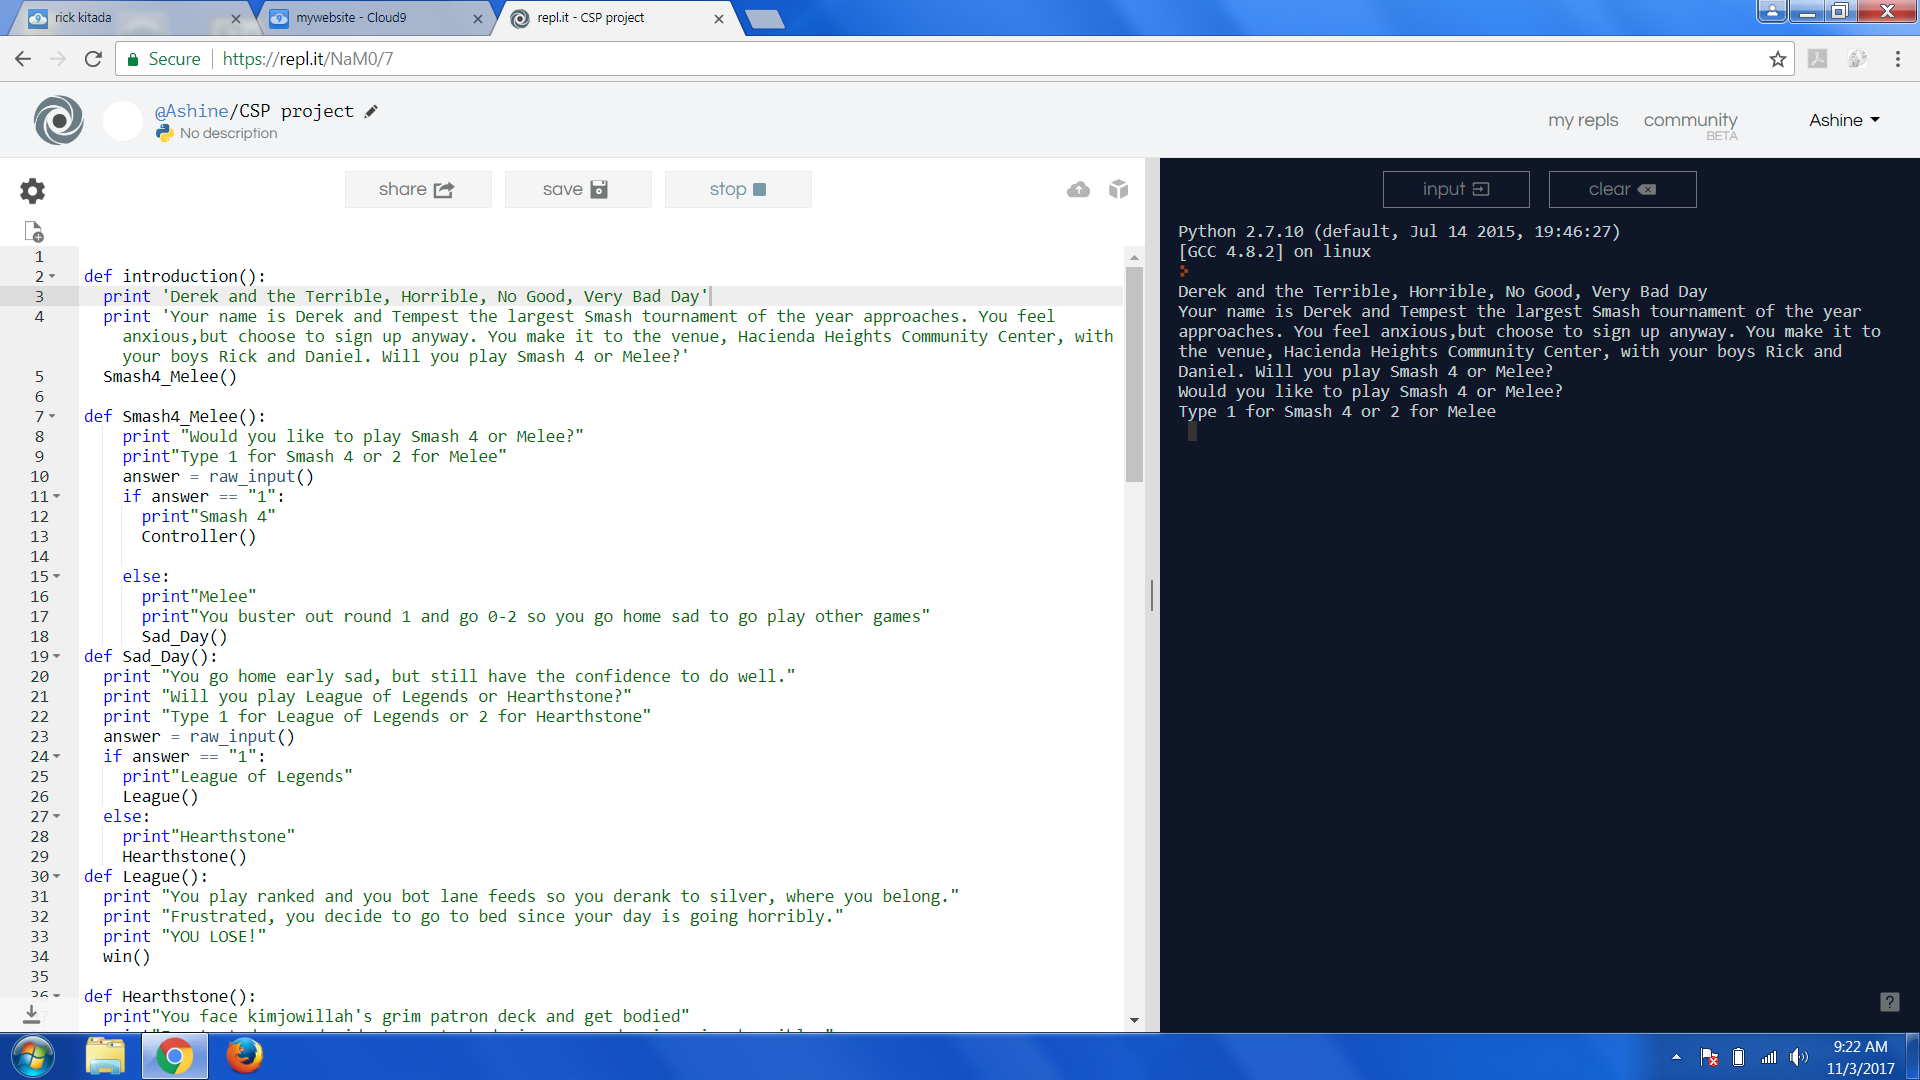 rick kitada
mywebsite - Cloud9
repl.it - CSP project
Secure
https://repl.it/NaM0/7
@Ashine/CSP project
No description
my repls
community
BETA
Ashine
share
save
stop
input
clear
1
2 def introduction():
3 print 'Derek and the Terrible, Horrible, No Good, Very Bad Day'
4 print 'Your name is Derek and Tempest the largest Smash tournament of the year approaches. You feel
anxious,but choose to sign up anyway. You make it to the venue, Hacienda Heights Community Center, with
your boys Rick and Daniel. Will you play Smash 4 or Melee?'
5 Smash4_Melee()
6
7 def Smash4_Melee():
8 print "Would you like to play Smash 4 or Melee?"
9 print"Type 1 for Smash 4 or 2 for Melee"
10 answer = raw_input()
11 if answer == "1":
12 print"Smash 4"
13 Controller()
14
15 else:
16 print"Melee"
17 print"You buster out round 1 and go 0-2 so you go home sad to go play other games"
18 Sad_Day()
19 def Sad_Day():
20 print "You go home early sad, but still have the confidence to do well."
21 print "Will you play League of Legends or Hearthstone?"
22 print "Type 1 for League of Legends or 2 for Hearthstone"
23 answer = raw_input()
24 if answer == "1":
25 print"League of Legends"
26 League()
27 else:
28 print"Hearthstone"
29 Hearthstone()
30 def League():
31 print "You play ranked and you bot lane feeds so you derank to silver, where you belong."
32 print "Frustrated, you decide to go to bed since your day is going horribly."
33 print "YOU LOSE!"
34 win()
35
36 def Hearthstone():
print"You face kimjowillah's grim patron deck and get bodied"
Python 2.7.10 (default, Jul 14 2015, 19:46:27)
[GCC 4.8.2] on linux
Derek and the Terrible, Horrible, No Good, Very Bad Day
Your name is Derek and Tempest the largest Smash tournament of the year
approaches. You feel anxious,but choose to sign up anyway. You make it to
the venue, Hacienda Heights Community Center, with your boys Rick and
Daniel. Will you play Smash 4 or Melee?
Would you like to play Smash 4 or Melee?
Type 1 for Smash 4 or 2 for Melee
?
9:22 AM
11/3/2017